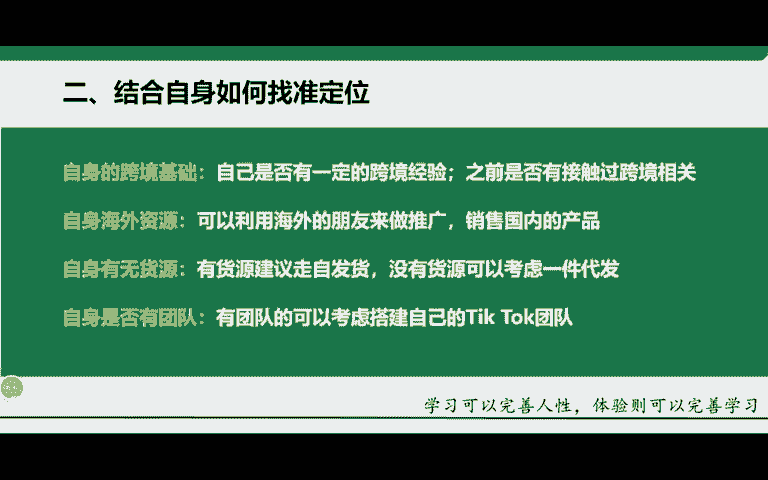 二、结合自身如何找准定位
自身的跨境基础：自己是否有一定的跨境经验；之前是否有接触过跨境相关
自身海外资源：可以利用海外的朋友来做推广，销售国内的产品
自身有无货源：有货源建议走自发货，没有货源可以考虑一件代发
自身是否有团队：有团队的可以考虑搭建自己的Tik Tok团队
学习可以完善人性，体验则可以完善学习